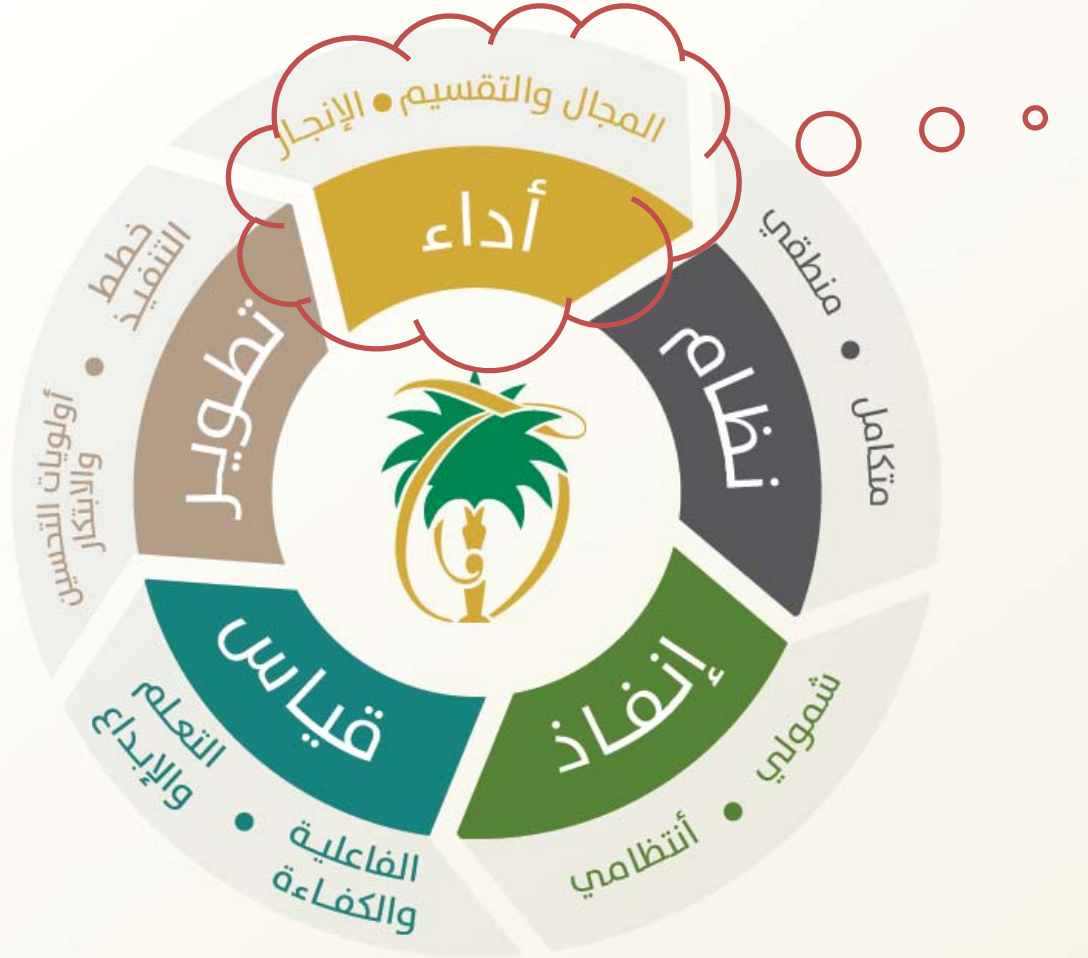 المجال والتقسيم • الإنجاز
أداء
منطقي • متكامل
نظام
شمولي • أنتظامي
إنفاذ
الفاعلية
والكفاءة
•
التعلم
والإبداع
قياس
أولويات التحسين
والابتكار
•
خطط
التنفيذ
تطوير